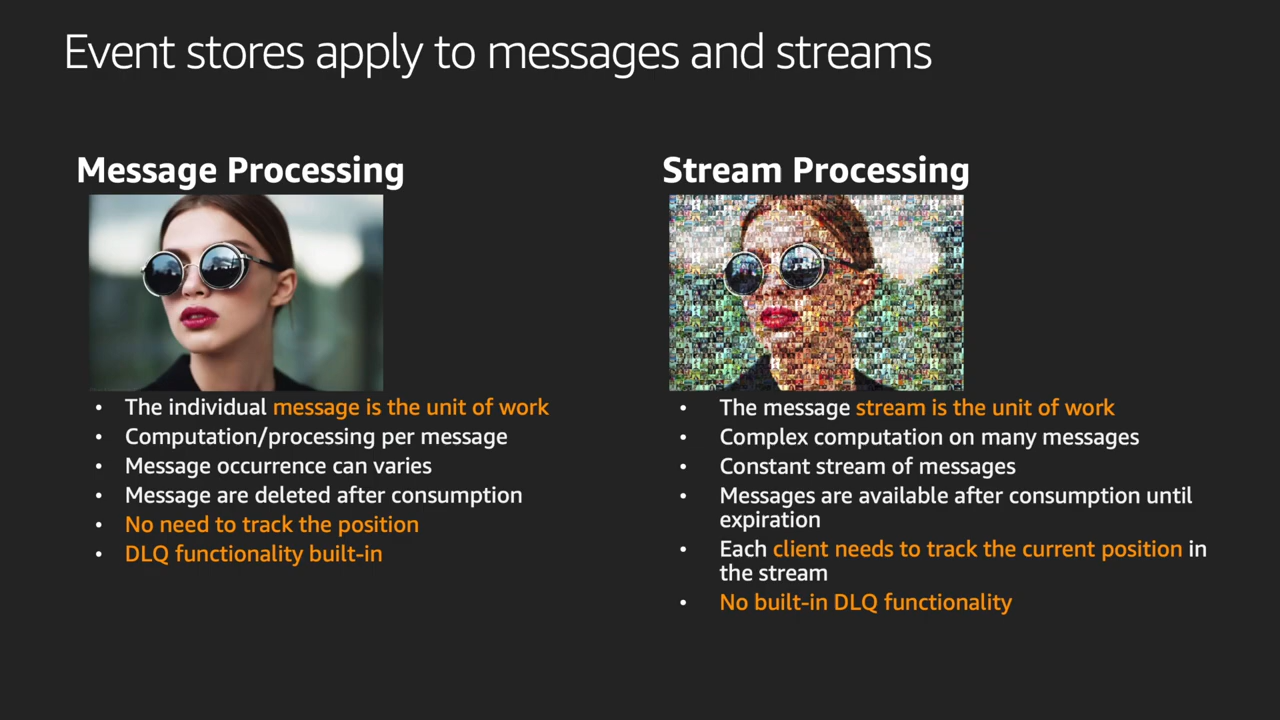 Event stores apply to messages and streams
Message Processing
• The individual message is the unit of work
• Computation/processing per message
• Message occurrence can varies
• Message are deleted after consumption
• No need to track the position
• DLQ functionality built-in
Stream Processing
• The message stream is the unit of work
• Complex computation on many messages
• Constant stream of messages
• Messages are available after consumption until
expiration
• Each client needs to track the current position in
the stream
• No built-in DLQ functionality